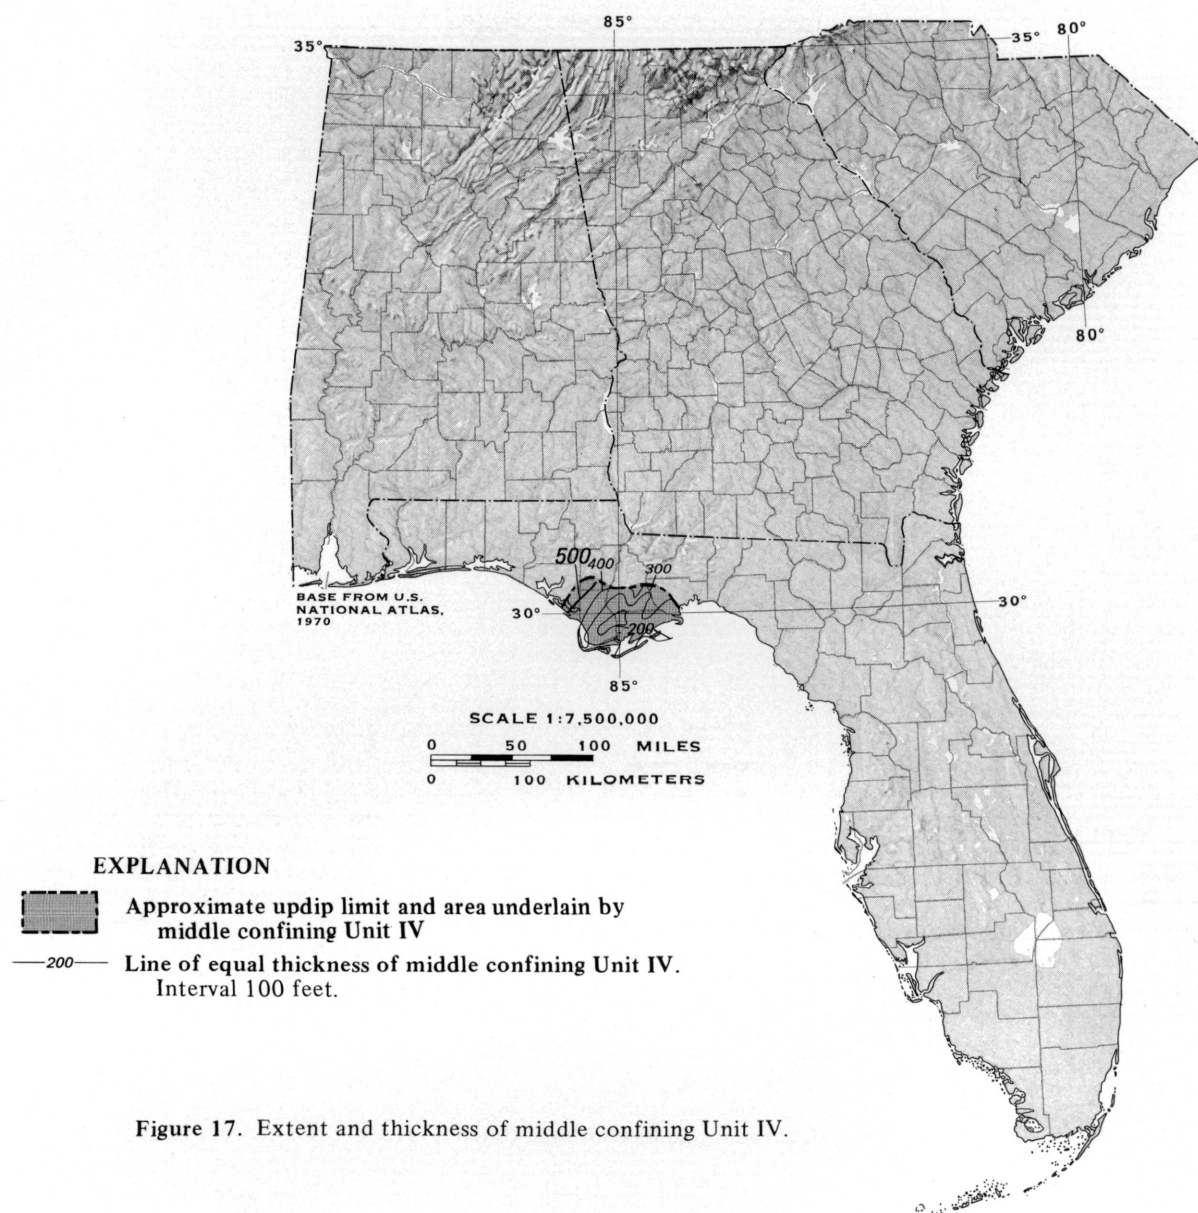 85°
35°
35°
80°
80°
500
400
300
BASE FROM U.S.
NATIONAL ATLAS,
1970
30°
200
30°
85°
SCALE 1:7,500,000
0 50 100 MILES
0 100 KILOMETERS
EXPLANATION
Approximate updip limit and area underlain by
middle confining Unit IV
200 Line of equal thickness of middle confining Unit IV.
Interval 100 feet.
Figure 17. Extent and thickness of middle confining Unit IV.